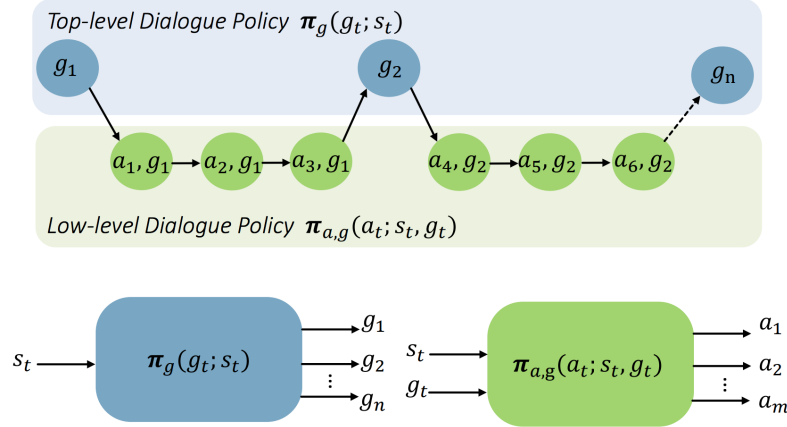 Top-level Dialogue Policy π_g(g_t; s_t)
g_1
g_2
g_n
a_1, g_1
a_2, g_1
a_3, g_1
a_4, g_2
a_5, g_2
a_6, g_2
Low-level Dialogue Policy π_{a,g}(a_t; s_t, g_t)
s_t
π_g(g_t; s_t)
g_1
g_2
⋮
g_n
s_t
g_t
π_{a,g}(a_t; s_t, g_t)
a_1
a_2
⋮
a_m